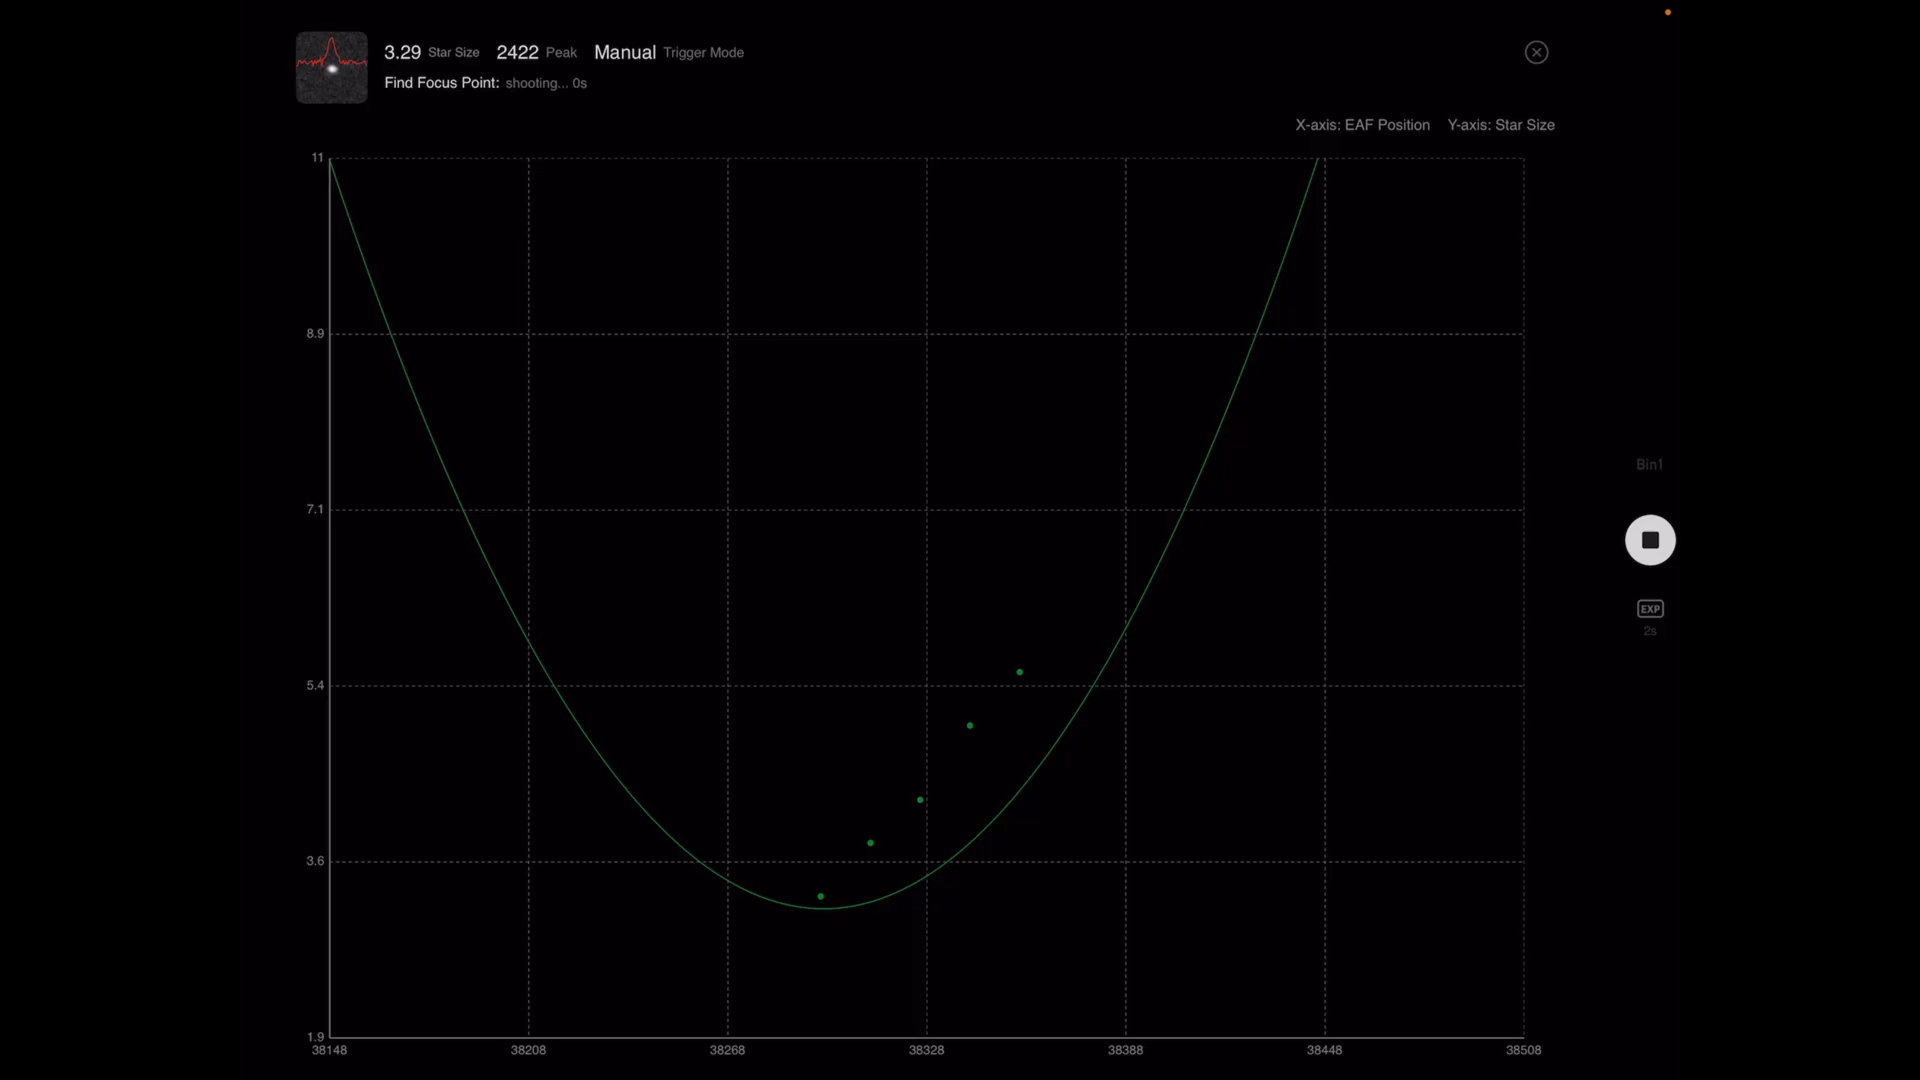 3.29 Star Size 2422 Peak Manual Trigger Mode
Find Focus Point: shooting... 0s
X-axis: EAF Position Y-axis: Star Size
11
8.9
7.1
5.4
3.6
1.9
38148 38208 38268 38328 38388 38448 38508
Bin1
EXP
2s